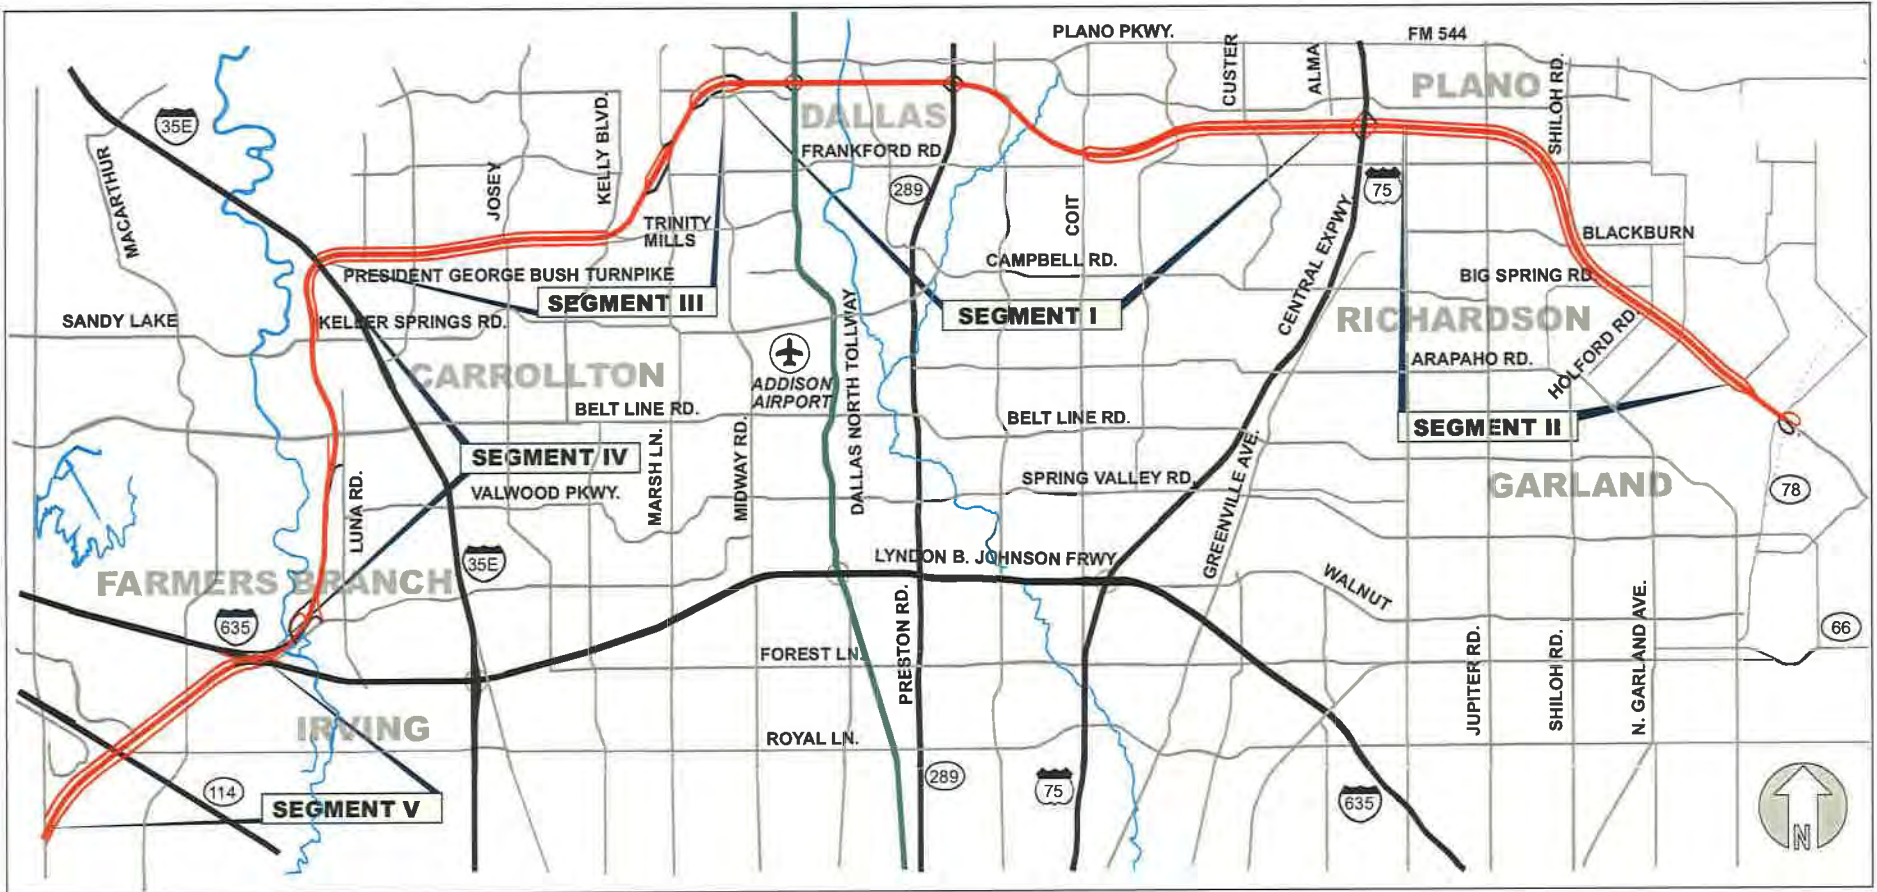 PLANO PKWY.
FM 544
CUSTER
ALMA
PLANO
SHILOH RD.
35E
KELLY BLVD.
DALLAS
MACARTHUR
JOSEY
FRANKFORD RD
289
75
COIT
TRINITY
MILLS
BLACKBURN
CENTRAL EXPWY.
CAMPBELL RD.
PRESIDENT GEORGE BUSH TURNPIKE
BIG SPRING RD.
SEGMENT III
SEGMENT I
SANDY LAKE
KELLER SPRINGS RD.
RICHARDSON
HOLFORD RD.
DALLAS NORTH TOLLWAY
CARROLLTON
ADDISON
AIRPORT
ARAPAHO RD.
BELT LINE RD.
BELT LINE RD.
SEGMENT II
MARSH LN.
MIDWAY RD.
GREENVILLE AVE.
SEGMENT IV
SPRING VALLEY RD.
GARLAND
78
VALWOOD PKWY.
LUNA RD.
35E
LYNDON B. JOHNSON FRWY.
FARMERS BRANCH
WALNUT
635
PRESTON RD.
66
FOREST LN.
JUPITER RD.
SHILOH RD.
N. GARLAND AVE.
IRVING
ROYAL LN.
289
75
114
635
SEGMENT V
N